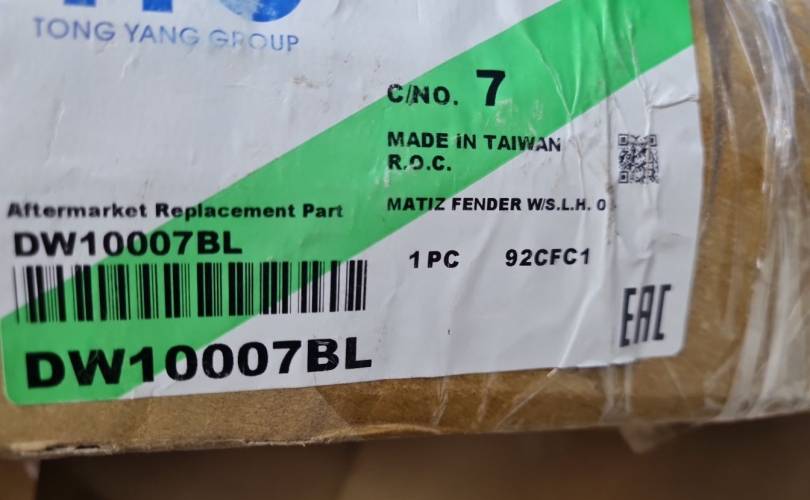 TONG YANG GROUP
C/NO. 7
MADE IN TAIWAN
R.O.C.
Aftermarket Replacement Part
MATIZ FENDER W/S.L.H. 0
DW10007BL
1 PC 92CFC1
DW10007BL
EAC